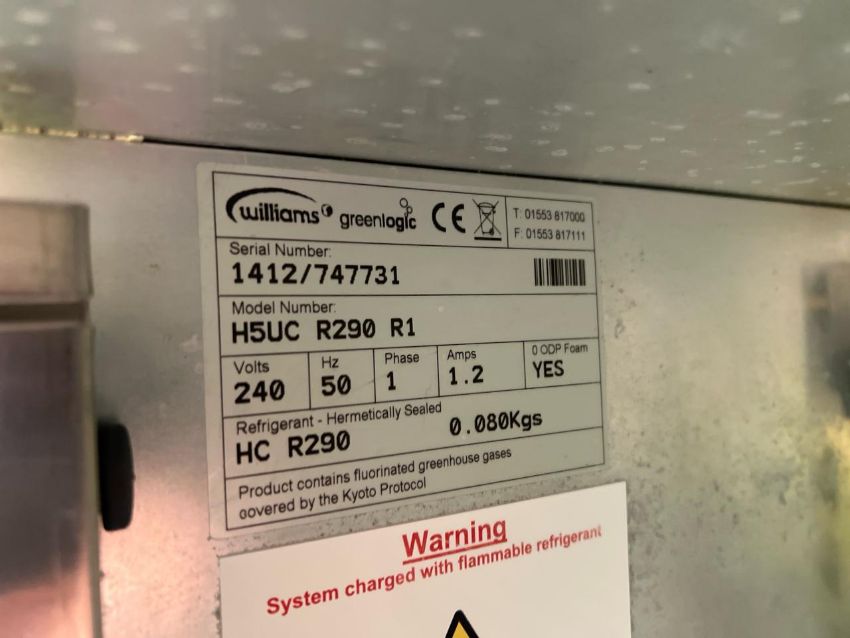 williams greenlogic CE T: 01553 817000
F: 01553 817111
Serial Number:
1412/747731
Model Number:
H5UC R290 R1
Volts Hz Phase Amps 0 ODP Foam
240 50 1 1.2 YES
Refrigerant - Hermetically Sealed
HC R290 0.080Kgs
Product contains fluorinated greenhouse gases
covered by the Kyoto Protocol
Warning
System charged with flammable refrigerant